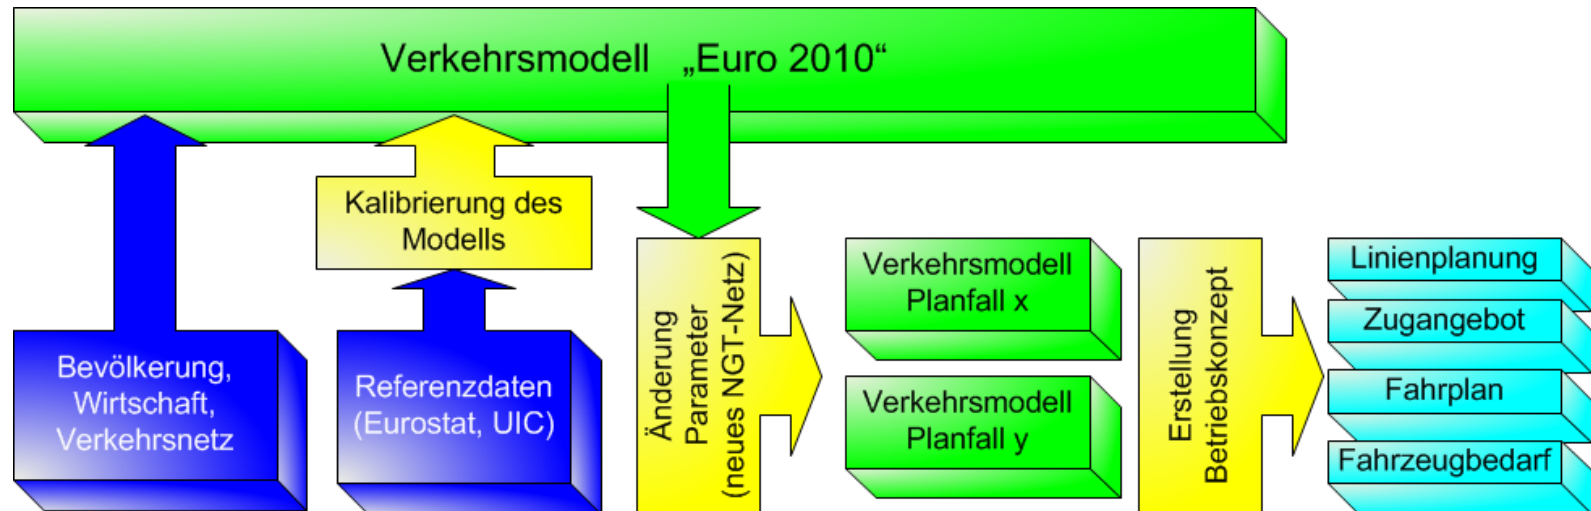 Verkehrsmodell „Euro 2010“
Kalibrierung des
Modells
Bevölkerung,
Wirtschaft,
Verkehrsnetz
Referenzdaten
(Eurostat, UIC)
Änderung
Parameter
(neues NGT-Netz)
Verkehrsmodell
Planfall x
Verkehrsmodell
Planfall y
Erstellung
Betriebskonzept
Linienplanung
Zugangebot
Fahrplan
Fahrzeugbedarf